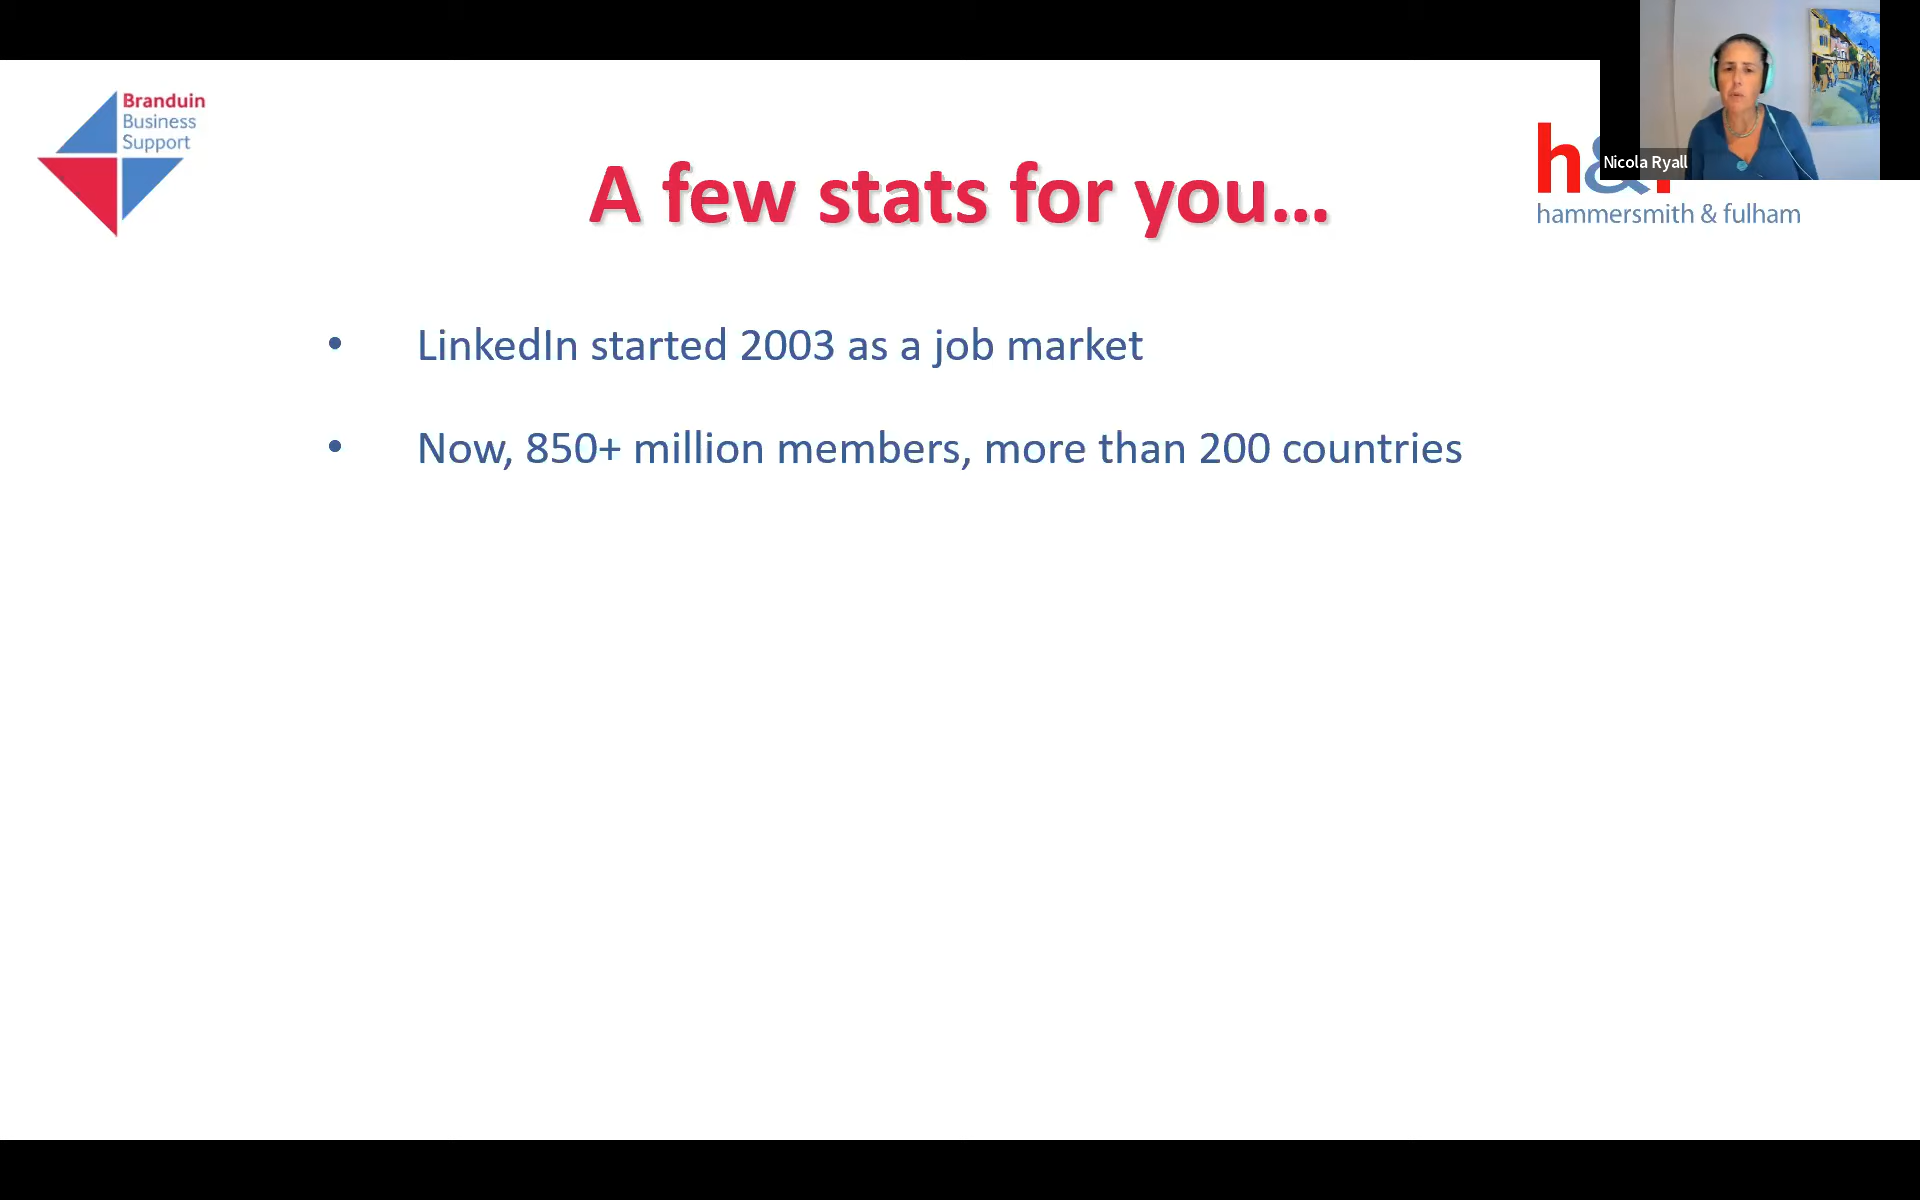 Branduin
Business
Support
A few stats for you...
h&f
Nicola Ryall
hammersmith & fulham
• LinkedIn started 2003 as a job market
• Now, 850+ million members, more than 200 countries